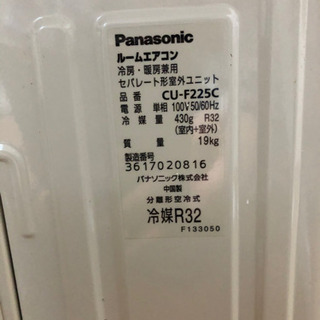 Panasonic
ルームエアコン
冷房・暖房兼用
セパレート形室外ユニット
品番 CU-F225C
電源 単相 100V 50/60Hz
冷媒量 430g R32
(室内+室外)
質量 19kg
製造番号
3617020816
パナソニック株式会社
中国製
分離形空冷式
冷媒R32
F133050